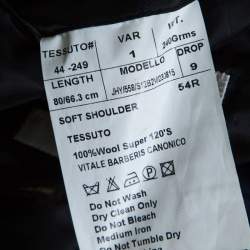 TESSUTO#
VAR
44 -249
1
240Grms
LENGTH
MODELLO
DROP
80/66.3 cm
9
SOFT SHOULDER
54R
TESSUTO
100%Wool Super 120'S
VITALE BARBERIS CANONICO
Do Not Wash
Dry Clean Only
Do Not Bleach
Medium Iron
Do Not Tumble Dry